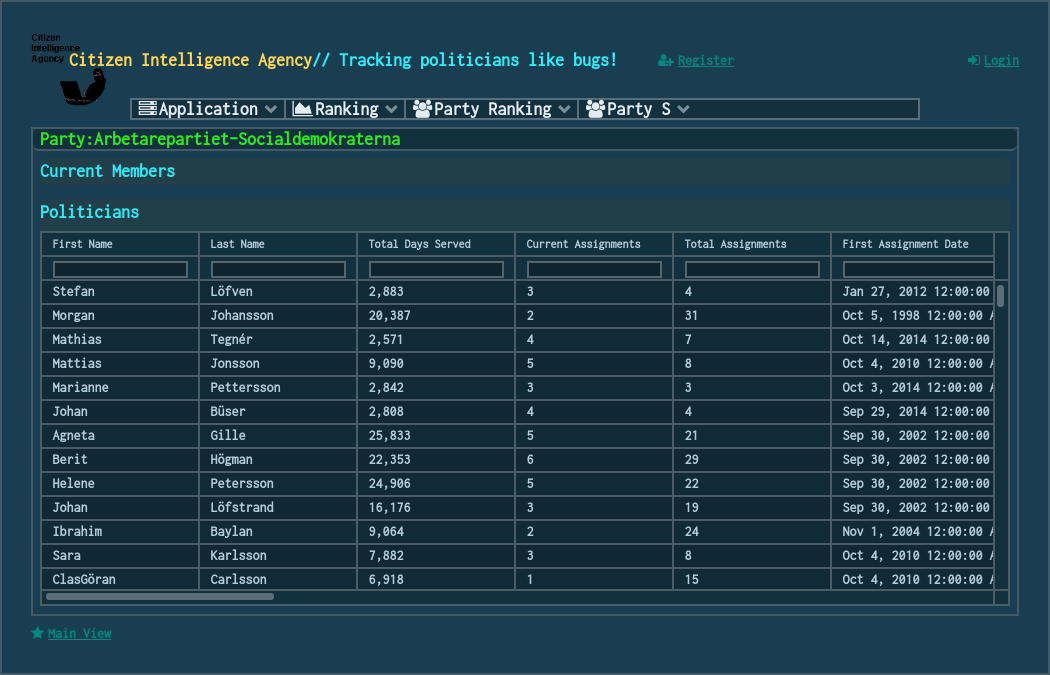 Citizen
Intelligence
Agency
Citizen Intelligence Agency// Tracking politicians like bugs!
Register
Login
Application Ranking Party Ranking Party S
Party:Arbetarepartiet-Socialdemokraterna
Current Members
Politicians
First Name Last Name Total Days Served Current Assignments Total Assignments First Assignment Date
Stefan Löfven 2,883 3 4 Jan 27, 2012 12:00:00
Morgan Johansson 20,387 2 31 Oct 5, 1998 12:00:00
Mathias Tegnér 2,571 4 7 Oct 14, 2014 12:00:00
Mattias Jonsson 9,090 5 8 Oct 4, 2010 12:00:00
Marianne Pettersson 2,842 3 3 Oct 3, 2014 12:00:00
Johan Büser 2,808 4 4 Sep 29, 2014 12:00:00
Agneta Gille 25,833 5 21 Sep 30, 2002 12:00:00
Berit Högman 22,353 6 29 Sep 30, 2002 12:00:00
Helene Petersson 24,906 5 22 Sep 30, 2002 12:00:00
Johan Löfstrand 16,176 3 19 Sep 30, 2002 12:00:00
Ibrahim Baylan 9,064 2 24 Nov 1, 2004 12:00:00
Sara Karlsson 7,882 3 8 Oct 4, 2010 12:00:00
ClasGöran Carlsson 6,918 1 15 Oct 4, 2010 12:00:00
Main View